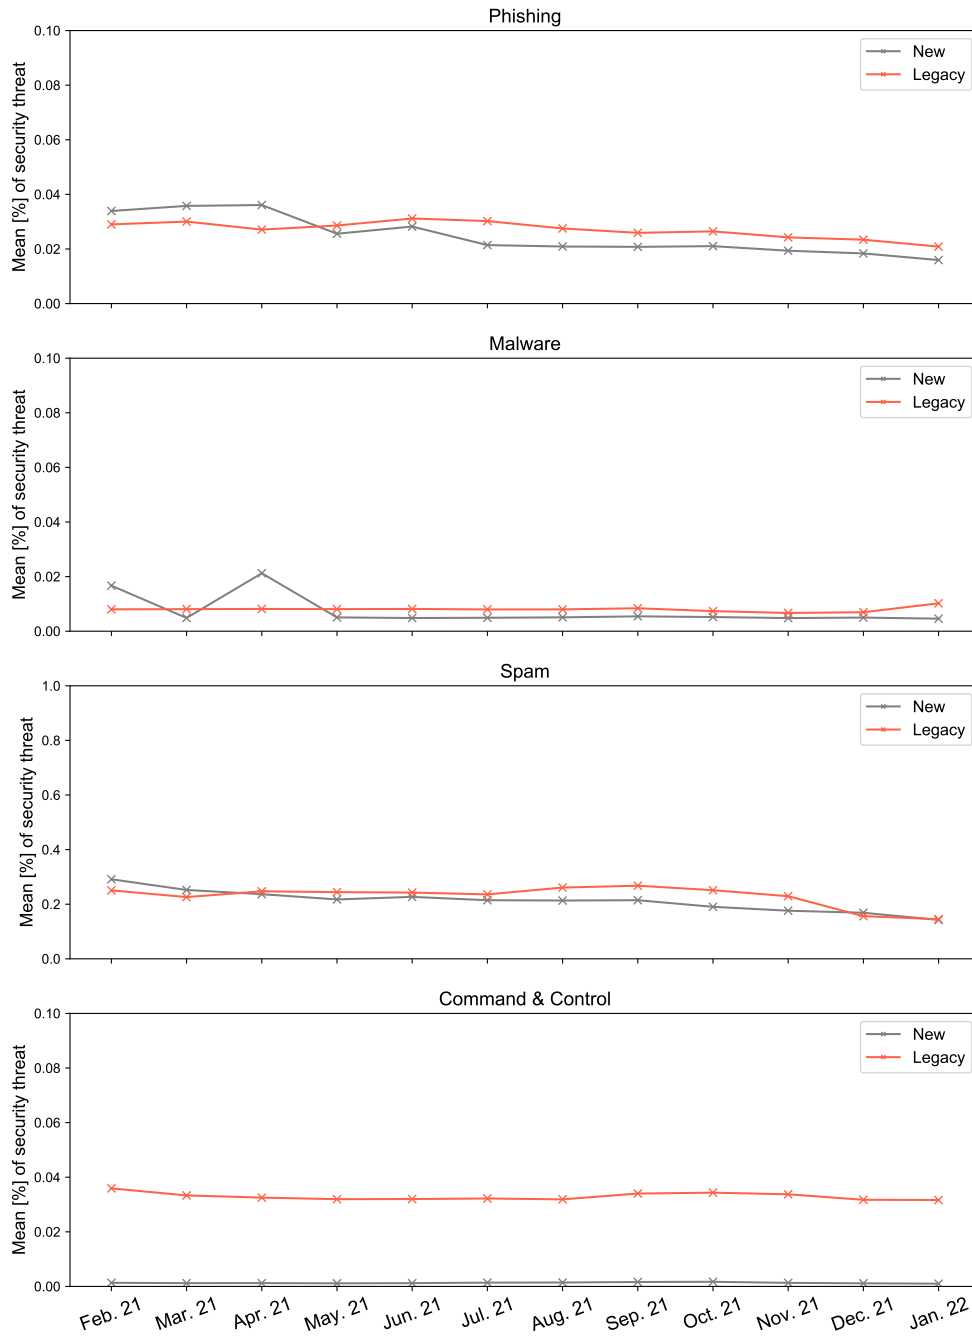 Phishing
Mean [%] of security threat
0.10
0.08
0.06
0.04
0.02
0.00
New
Legacy
Malware
Mean [%] of security threat
0.10
0.08
0.06
0.04
0.02
0.00
New
Legacy
Spam
Mean [%] of security threat
1.0
0.8
0.6
0.4
0.2
0.0
New
Legacy
Command & Control
Mean [%] of security threat
0.10
0.08
0.06
0.04
0.02
0.00
New
Legacy
Feb. 21 Mar. 21 Apr. 21 May. 21 Jun. 21 Jul. 21 Aug. 21 Sep. 21 Oct. 21 Nov. 21 Dec. 21 Jan. 22